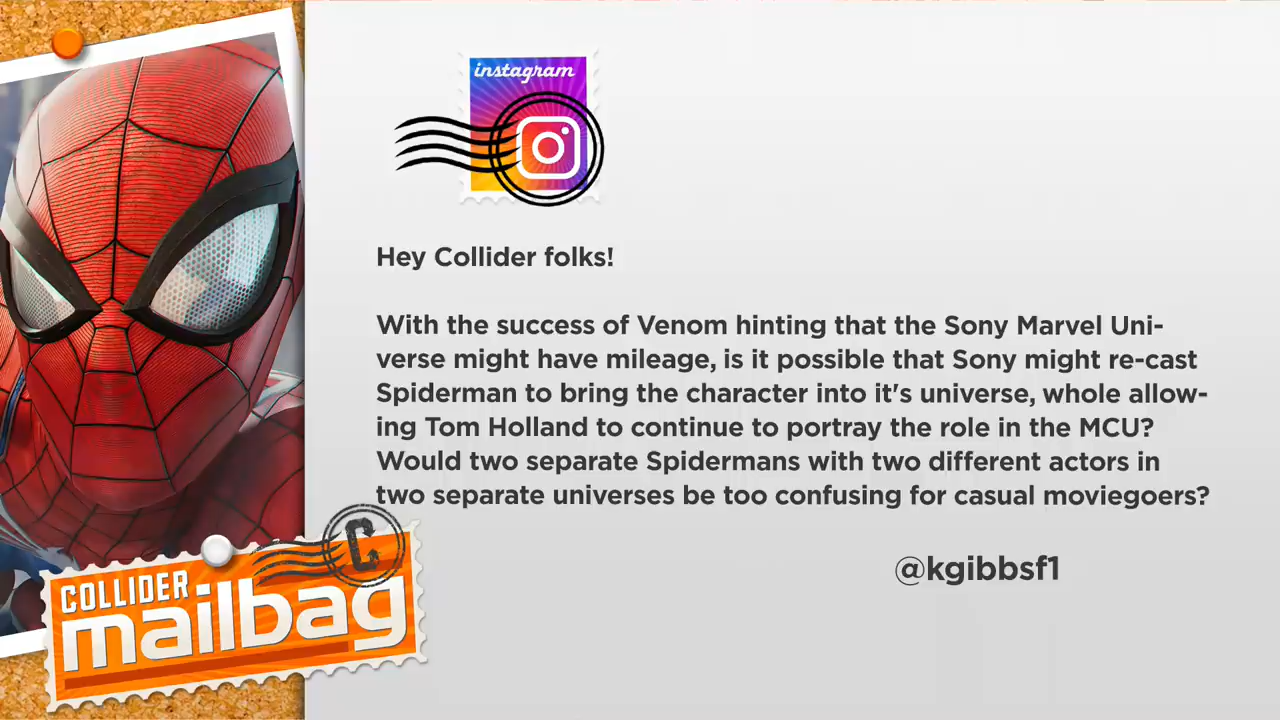 instagram
Hey Collider folks!
With the success of Venom hinting that the Sony Marvel Uni-
verse might have mileage, is it possible that Sony might re-cast
Spiderman to bring the character into it's universe, whole allow-
ing Tom Holland to continue to portray the role in the MCU?
Would two separate Spidermans with two different actors in
two separate universes be too confusing for casual moviegoers?
@kgibbsf1
C
COLLIDER
mailbag